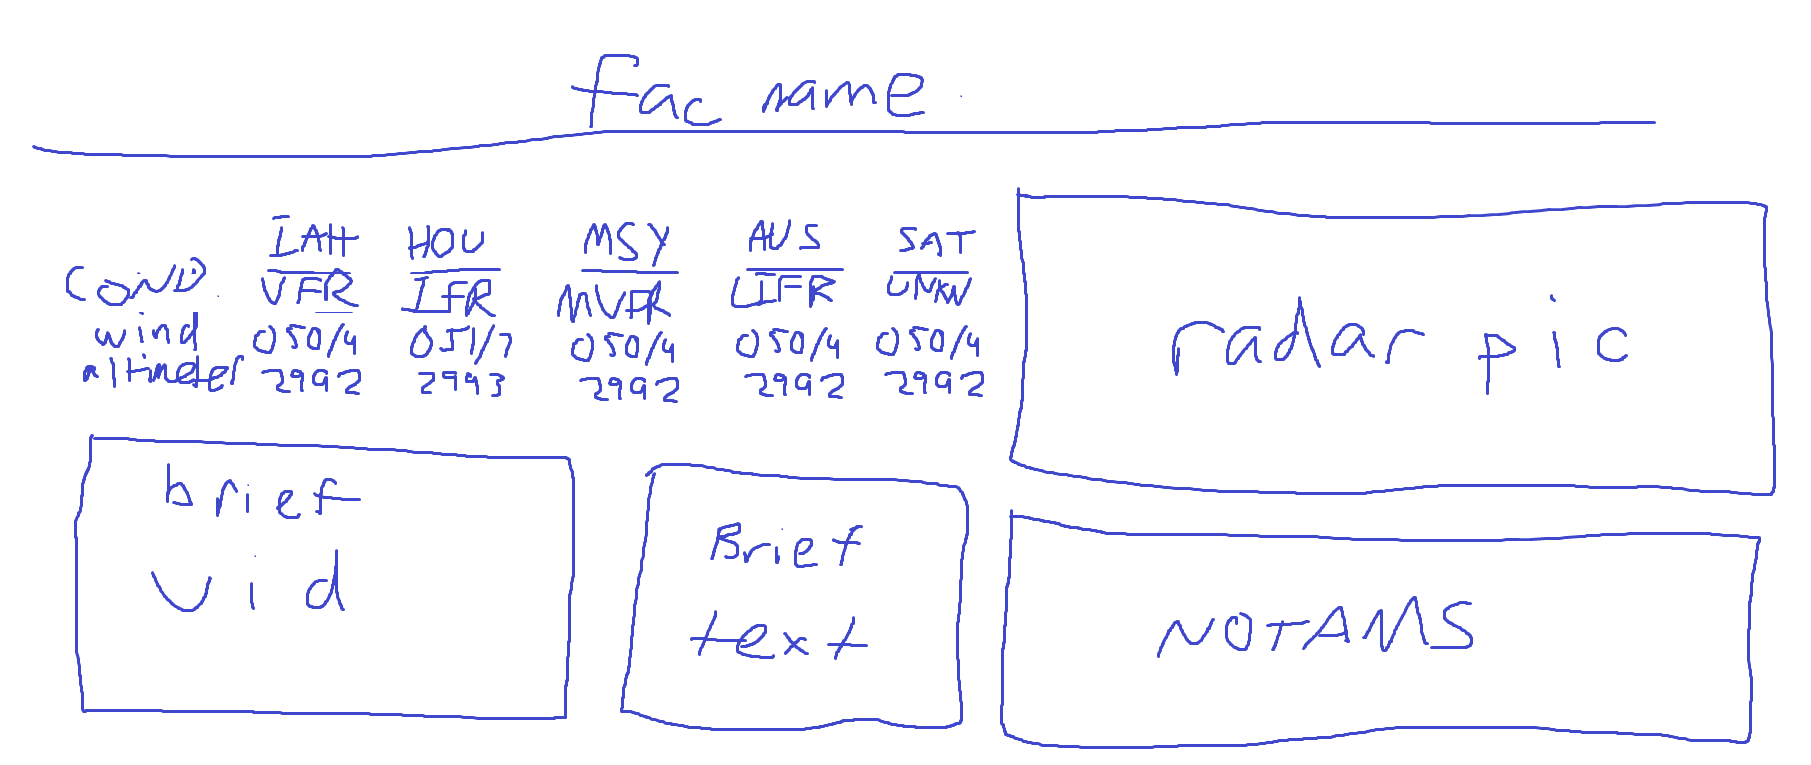 fac name
IAH HOU MSY AUS SAT
COND. VFR IFR MVFR LIFR UNKN
wind 050/4 051/7 050/4 050/4 050/4
altimeter 2992 2993 2992 2992 2992
radar pic
brief
vid
Brief
text
NOTAMS